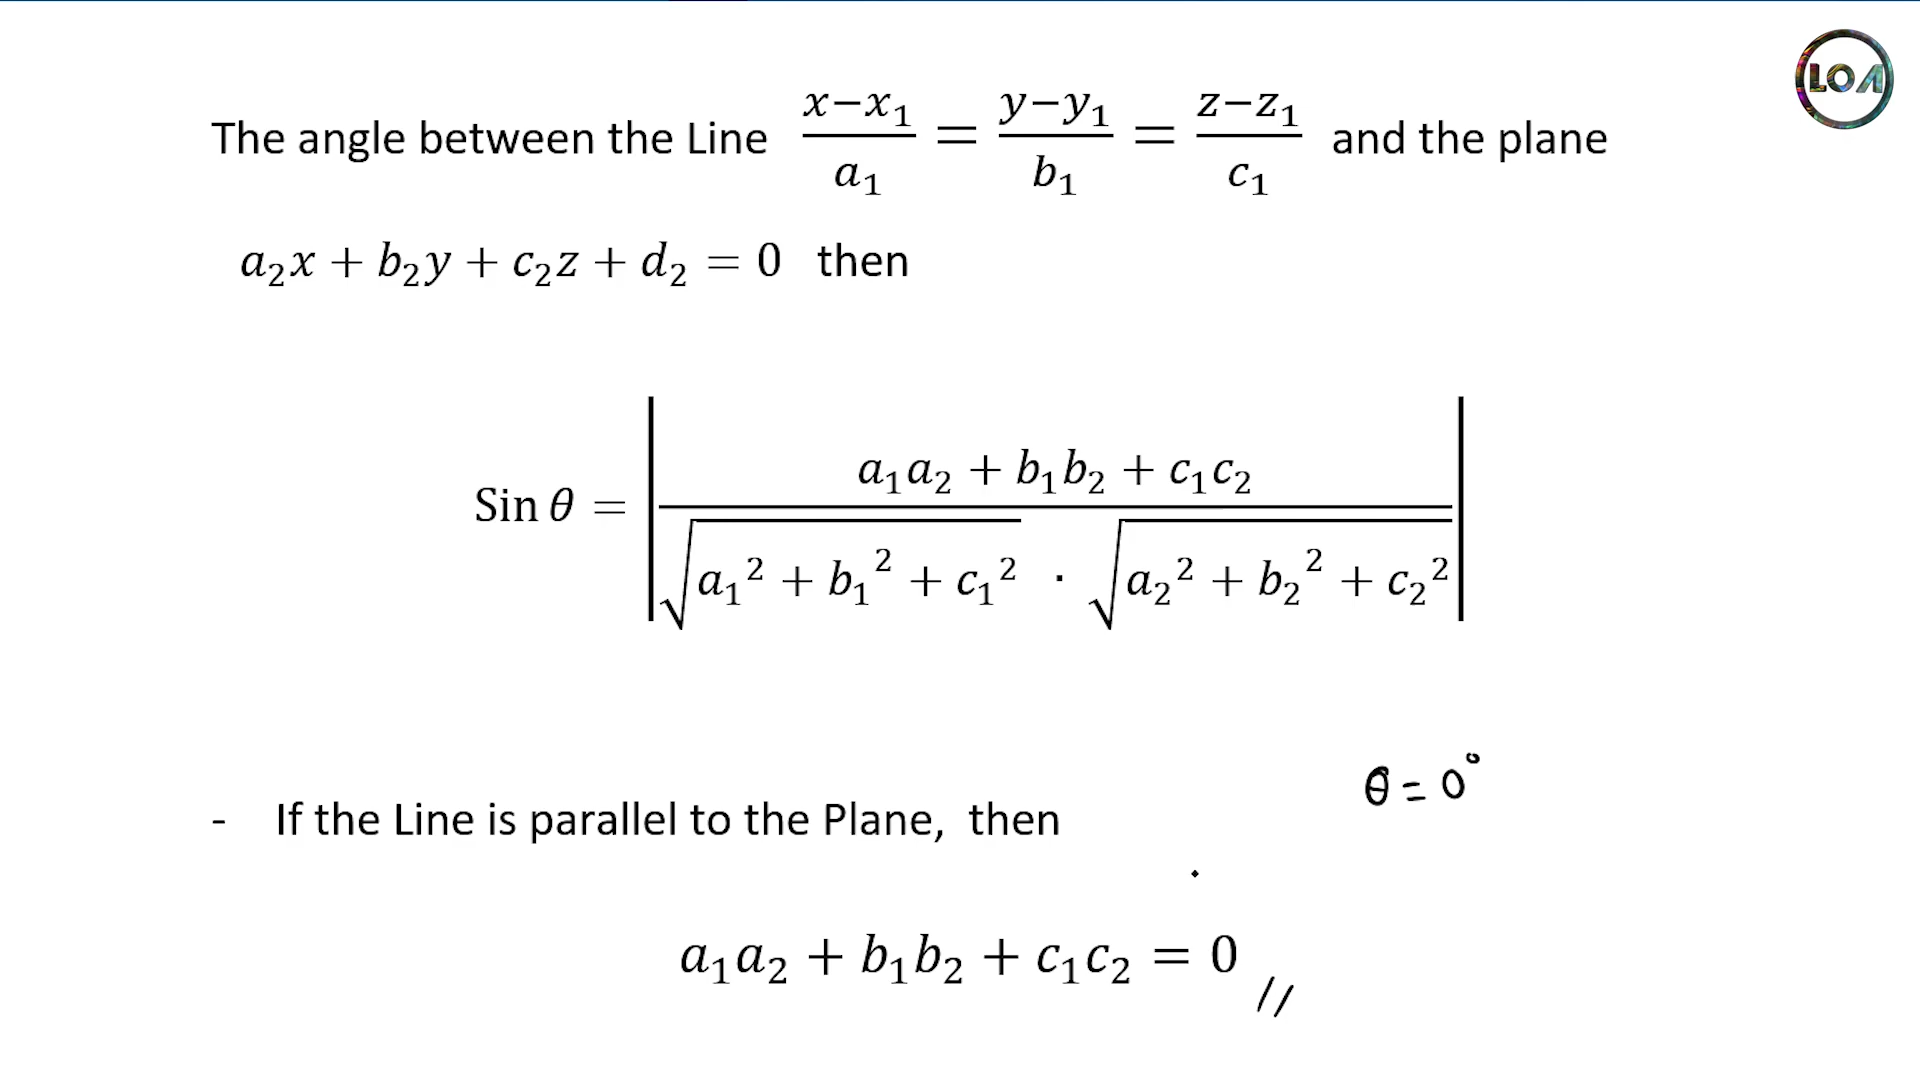 LOA
The angle between the Line x−x₁/a₁ = y−y₁/b₁ = z−z₁/c₁ and the plane
a₂x + b₂y + c₂z + d₂ = 0 then
Sin θ = | a₁a₂ + b₁b₂ + c₁c₂ / √(a₁² + b₁² + c₁²) · √(a₂² + b₂² + c₂²) |
θ = 0°
- If the Line is parallel to the Plane, then
a₁a₂ + b₁b₂ + c₁c₂ = 0 //